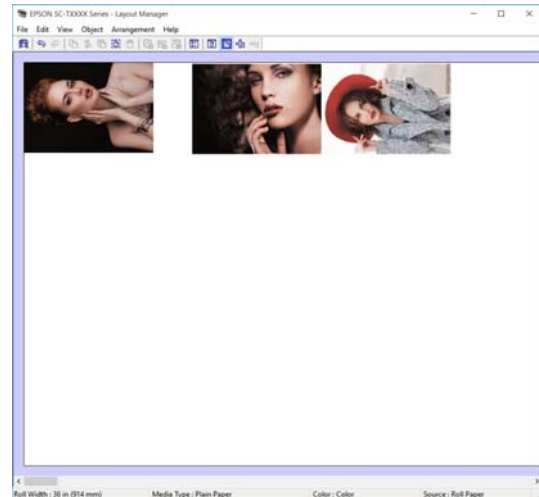 EPSON SC-TXXXX Series - Layout Manager
File Edit View Object Arrangement Help
Roll Width : 36 in (914 mm) Media Type : Plain Paper Color : Color Source : Roll Paper